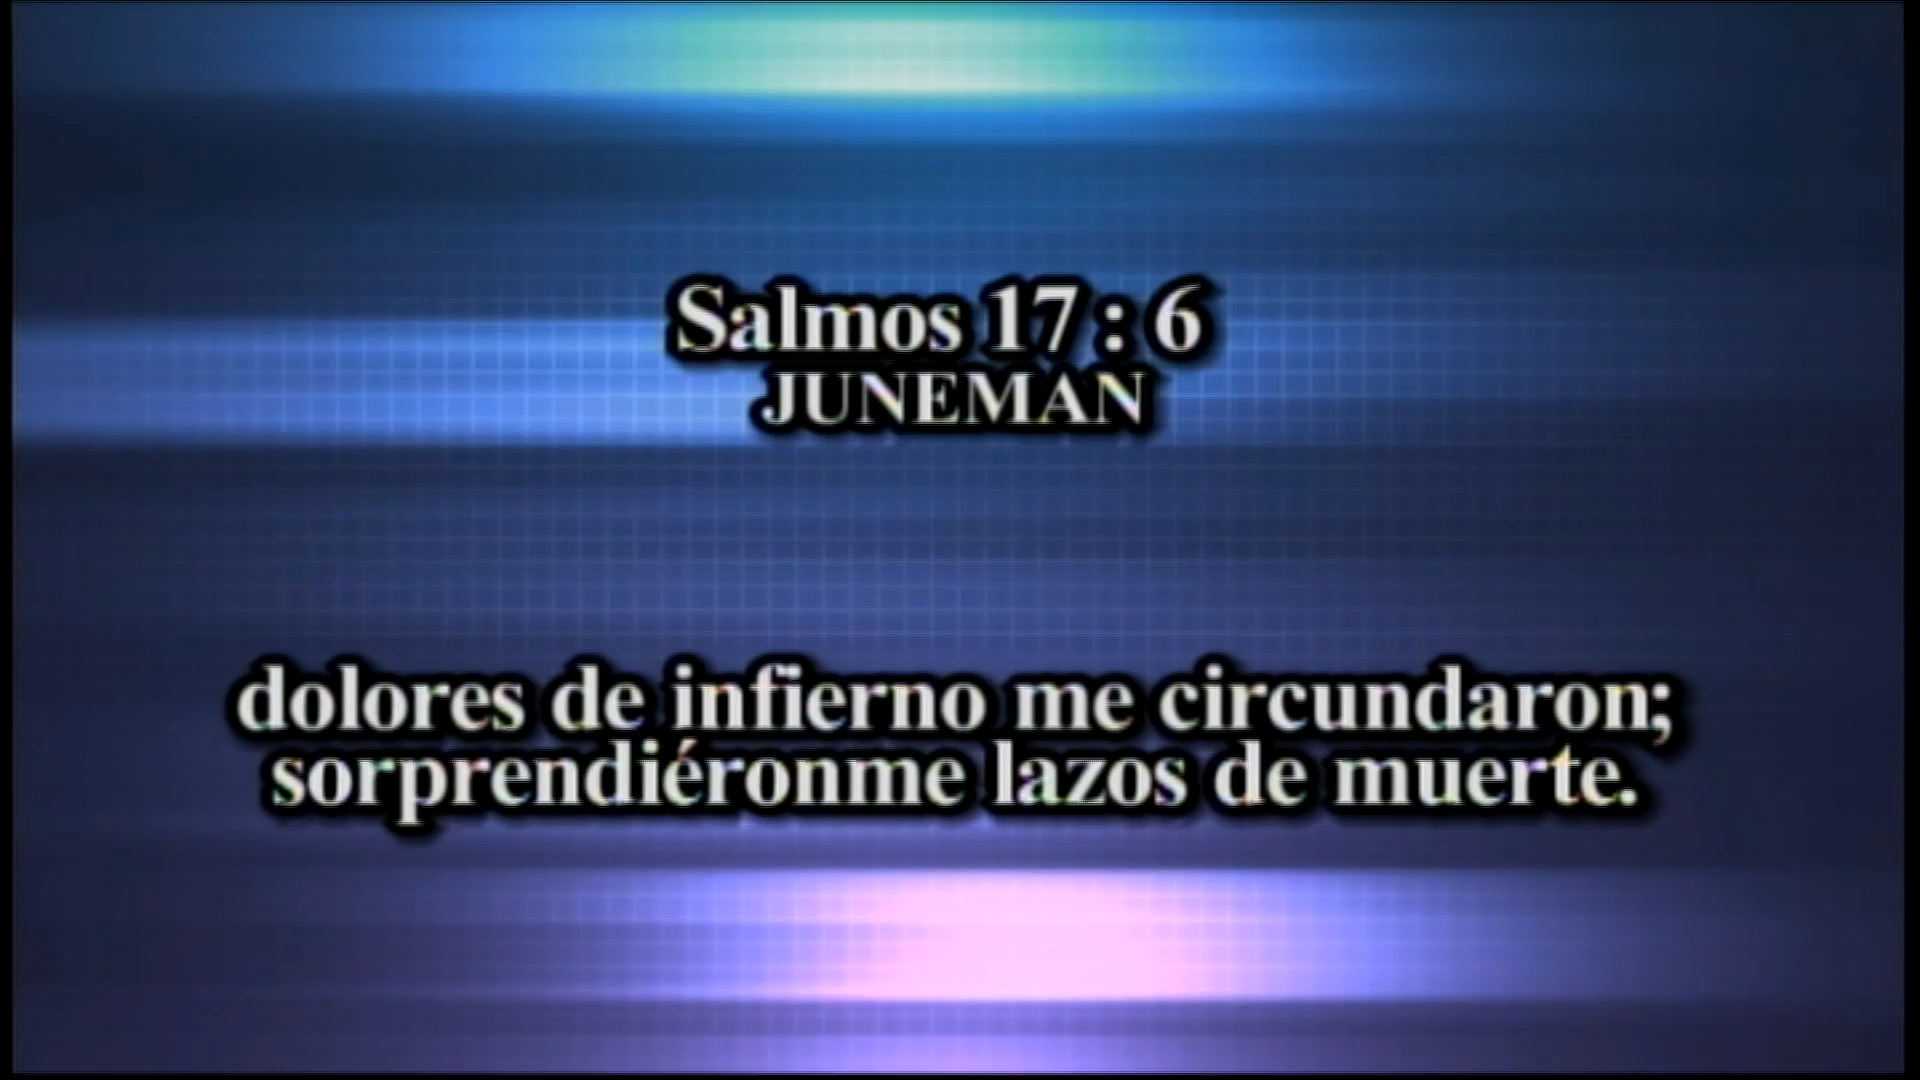 Salmos 17 : 6
JUNEMAN
dolores de infierno me circundaron;
sorprendiéronme lazos de muerte.